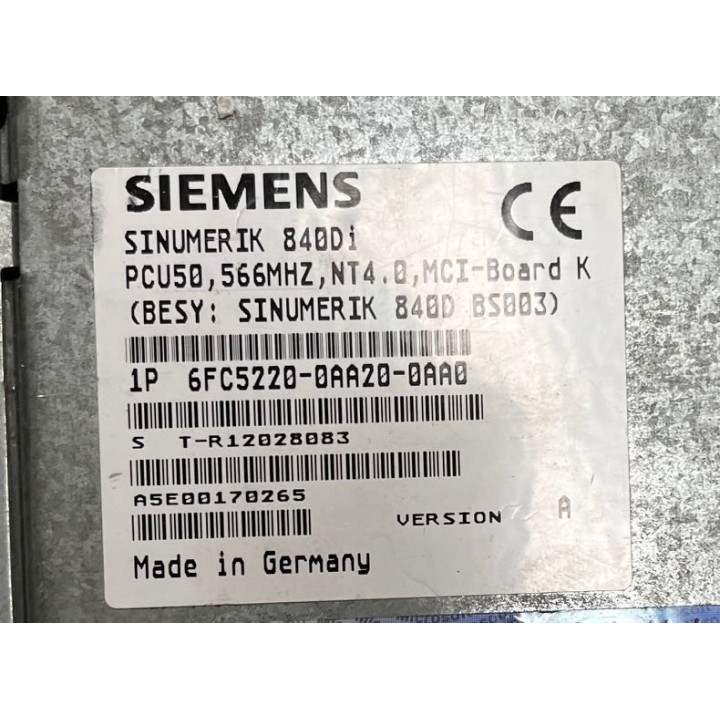 SIEMENS
CE
SINUMERIK 840Di
PCU50,566MHZ,NT4.0,MCI-Board K
(BESY: SINUMERIK 840D BS003)
1P 6FC5220-0AA20-0AA0
S T-R12028083
A5E00170265
VERSION A
Made in Germany